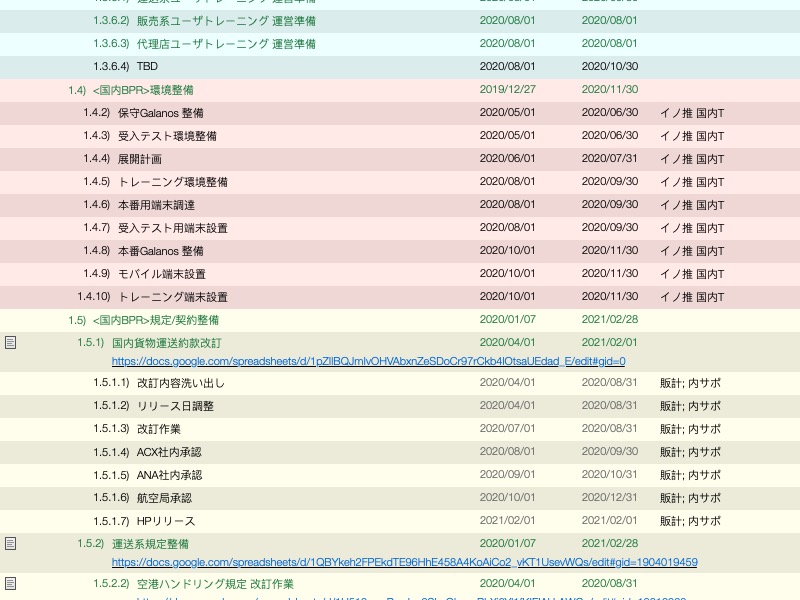 1.3.6.2) 販売系ユーザトレーニング 運営準備 2020/08/01 2020/08/01
1.3.6.3) 代理店ユーザトレーニング 運営準備 2020/08/01 2020/08/01
1.3.6.4) TBD 2020/08/01 2020/10/30
1.4) <国内BPR>環境整備 2019/12/27 2020/11/30
1.4.2) 保守Galanos 整備 2020/05/01 2020/06/30 イノ推 国内T
1.4.3) 受入テスト環境整備 2020/05/01 2020/06/30 イノ推 国内T
1.4.4) 展開計画 2020/06/01 2020/07/31 イノ推 国内T
1.4.5) トレーニング環境整備 2020/08/01 2020/09/30 イノ推 国内T
1.4.6) 本番用端末調達 2020/08/01 2020/09/30 イノ推 国内T
1.4.7) 受入テスト用端末設置 2020/08/01 2020/09/30 イノ推 国内T
1.4.8) 本番Galanos 整備 2020/10/01 2020/11/30 イノ推 国内T
1.4.9) モバイル端末設置 2020/10/01 2020/11/30 イノ推 国内T
1.4.10) トレーニング端末設置 2020/10/01 2020/11/30 イノ推 国内T
1.5) <国内BPR>規定/契約整備 2020/01/07 2021/02/28
1.5.1) 国内貨物運送約款改訂 2020/04/01 2021/02/01
https://docs.google.com/spreadsheets/d/1pZllBQJmlvOHVAbxnZeSDoCr97rCkb4lOtsaUEdad_E/edit#gid=0
1.5.1.1) 改訂内容洗い出し 2020/04/01 2020/08/31 販計; 内サポ
1.5.1.2) リリース日調整 2020/04/01 2020/08/31 販計; 内サポ
1.5.1.3) 改訂作業 2020/07/01 2020/08/31 販計; 内サポ
1.5.1.4) ACX社内承認 2020/08/01 2020/09/30 販計; 内サポ
1.5.1.5) ANA社内承認 2020/09/01 2020/10/31 販計; 内サポ
1.5.1.6) 航空局承認 2020/10/01 2020/12/31 販計; 内サポ
1.5.1.7) HPリリース 2021/02/01 2021/02/01 販計; 内サポ
1.5.2) 運送系規定整備 2020/01/07 2021/02/28
https://docs.google.com/spreadsheets/d/1QBYkeh2FPEkdTE96HhE458A4KoAiCo2_vKT1UsevWQs/edit#gid=1904019459
1.5.2.2) 空港ハンドリング規定 改訂作業 2020/04/01 2020/08/31